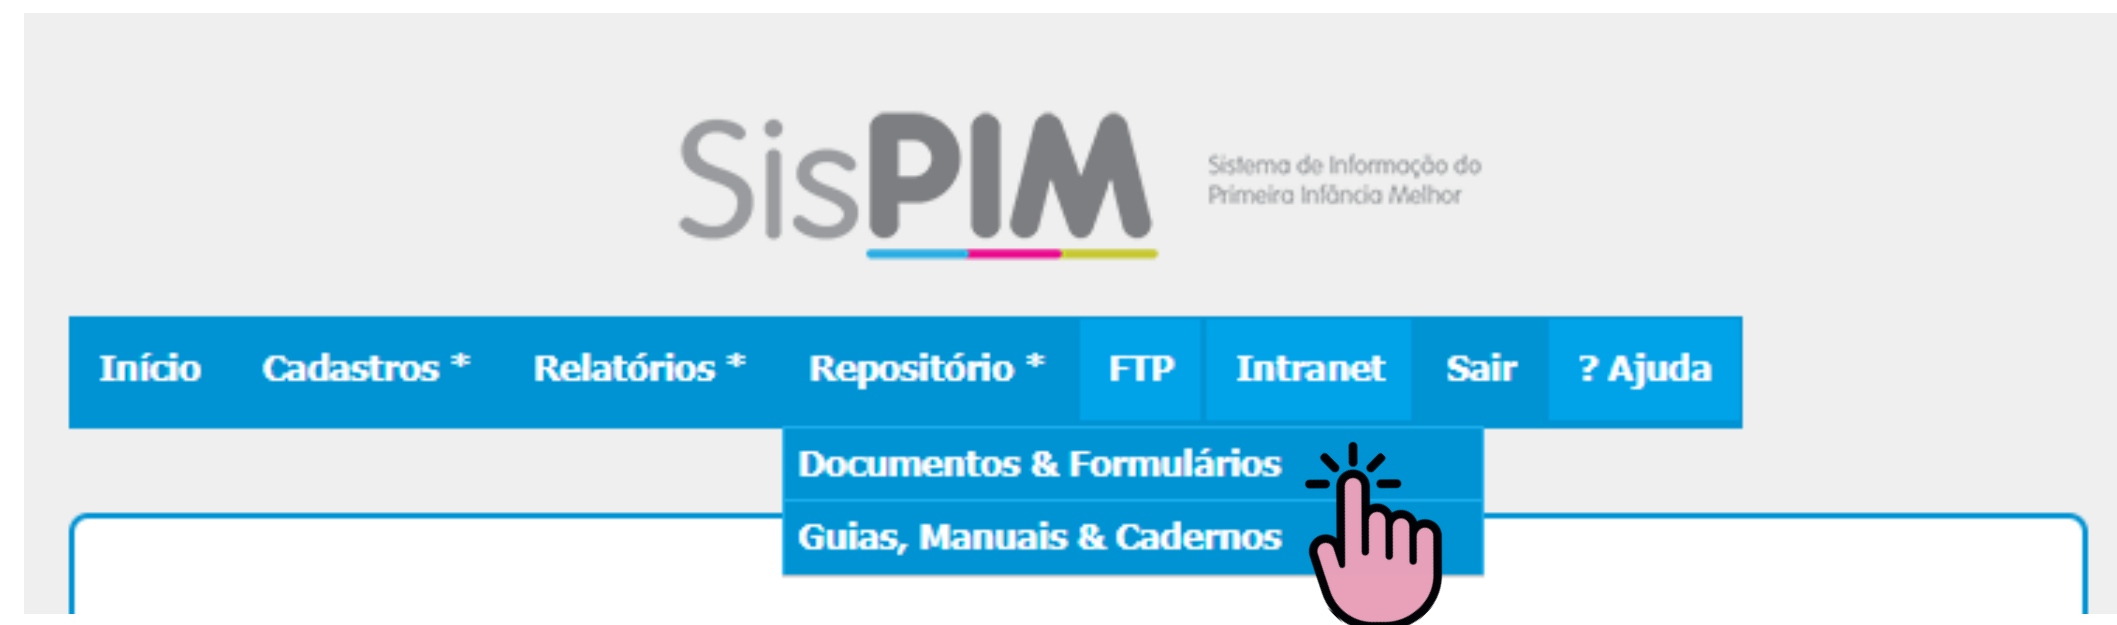 SisPIM
Sistema de Informação do
Primeira Infância Melhor
Início Cadastros * Relatórios * Repositório * FTP Intranet Sair ? Ajuda
Documentos & Formulários
Guias, Manuais & Cadernos